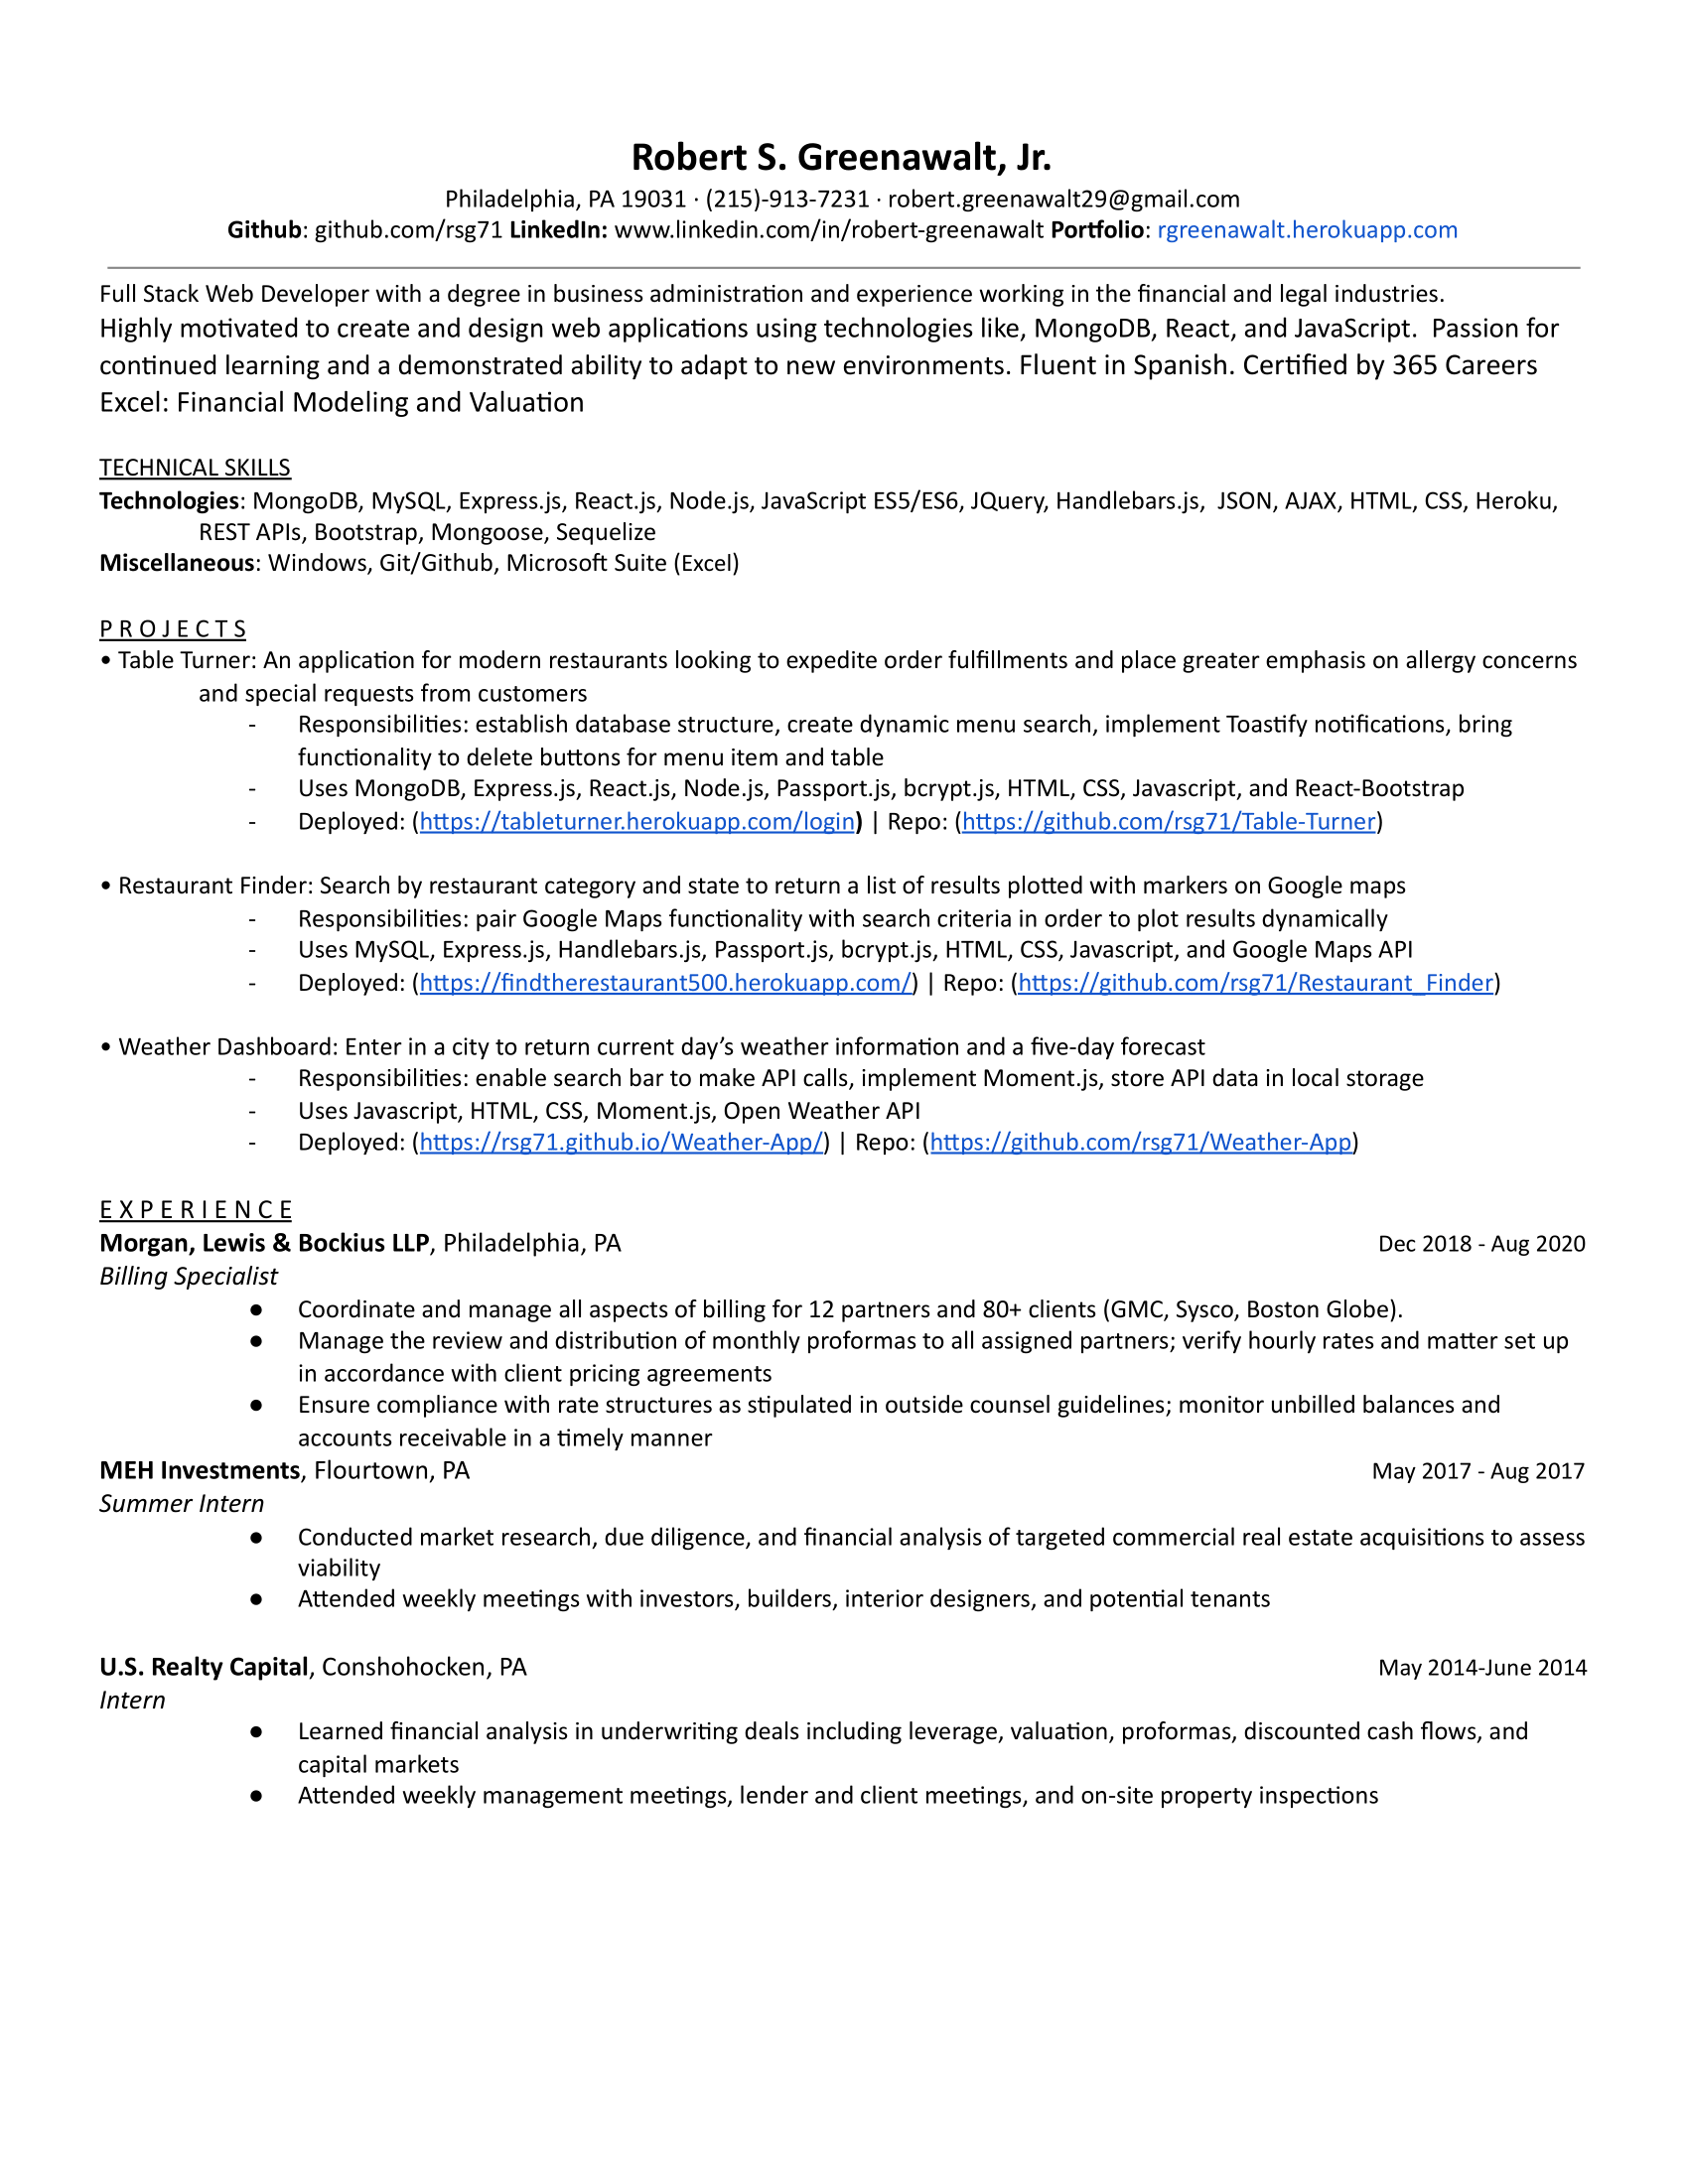 Robert S. Greenawalt, Jr.
Philadelphia, PA 19031 · (215)-913-7231 · robert.greenawalt29@gmail.com
Github: github.com/rsg71 LinkedIn: www.linkedin.com/in/robert-greenawalt Portfolio: rgreenawalt.herokuapp.com
Full Stack Web Developer with a degree in business administration and experience working in the financial and legal industries.
Highly motivated to create and design web applications using technologies like, MongoDB, React, and JavaScript.  Passion for
continued learning and a demonstrated ability to adapt to new environments. Fluent in Spanish. Certified by 365 Careers
Excel: Financial Modeling and Valuation
TECHNICAL SKILLS
Technologies: MongoDB, MySQL, Express.js, React.js, Node.js, JavaScript ES5/ES6, JQuery, Handlebars.js,  JSON, AJAX, HTML, CSS, Heroku,
REST APIs, Bootstrap, Mongoose, Sequelize
Miscellaneous: Windows, Git/Github, Microsoft Suite (Excel)
P R O J E C T S
• Table Turner: An application for modern restaurants looking to expedite order fulfillments and place greater emphasis on allergy concerns
and special requests from customers
- Responsibilities: establish database structure, create dynamic menu search, implement Toastify notifications, bring
functionality to delete buttons for menu item and table
- Uses MongoDB, Express.js, React.js, Node.js, Passport.js, bcrypt.js, HTML, CSS, Javascript, and React-Bootstrap
- Deployed: (https://tableturner.herokuapp.com/login) | Repo: (https://github.com/rsg71/Table-Turner)
• Restaurant Finder: Search by restaurant category and state to return a list of results plotted with markers on Google maps
- Responsibilities: pair Google Maps functionality with search criteria in order to plot results dynamically
- Uses MySQL, Express.js, Handlebars.js, Passport.js, bcrypt.js, HTML, CSS, Javascript, and Google Maps API
- Deployed: (https://findtherestaurant500.herokuapp.com/) | Repo: (https://github.com/rsg71/Restaurant_Finder)
• Weather Dashboard: Enter in a city to return current day’s weather information and a five-day forecast
- Responsibilities: enable search bar to make API calls, implement Moment.js, store API data in local storage
- Uses Javascript, HTML, CSS, Moment.js, Open Weather API
- Deployed: (https://rsg71.github.io/Weather-App/) | Repo: (https://github.com/rsg71/Weather-App)
E X P E R I E N C E
Morgan, Lewis & Bockius LLP, Philadelphia, PA Dec 2018 - Aug 2020
Billing Specialist
● Coordinate and manage all aspects of billing for 12 partners and 80+ clients (GMC, Sysco, Boston Globe).
● Manage the review and distribution of monthly proformas to all assigned partners; verify hourly rates and matter set up
in accordance with client pricing agreements
● Ensure compliance with rate structures as stipulated in outside counsel guidelines; monitor unbilled balances and
accounts receivable in a timely manner
MEH Investments, Flourtown, PA May 2017 - Aug 2017
Summer Intern
● Conducted market research, due diligence, and financial analysis of targeted commercial real estate acquisitions to assess
viability
● Attended weekly meetings with investors, builders, interior designers, and potential tenants
U.S. Realty Capital, Conshohocken, PA May 2014-June 2014
Intern
● Learned financial analysis in underwriting deals including leverage, valuation, proformas, discounted cash flows, and
capital markets
● Attended weekly management meetings, lender and client meetings, and on-site property inspections